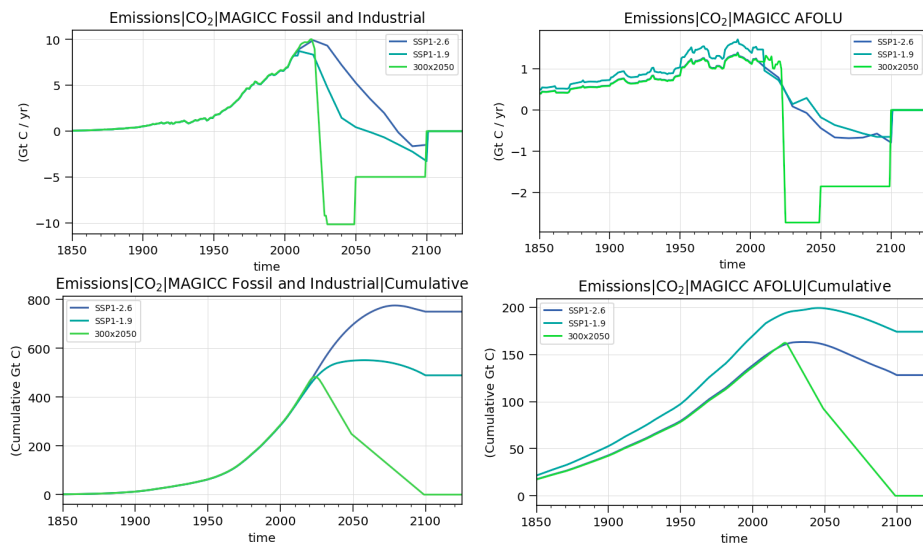 Emissions|CO₂|MAGICC Fossil and Industrial
(Gt C / yr)
10
5
0
−5
−10
SSP1-2.6
SSP1-1.9
300x2050
1850 1900 1950 2000 2050 2100
time
Emissions|CO₂|MAGICC AFOLU
(Gt C / yr)
1
0
−1
−2
SSP1-2.6
SSP1-1.9
300x2050
1850 1900 1950 2000 2050 2100
time
Emissions|CO₂|MAGICC Fossil and Industrial|Cumulative
(Cumulative Gt C)
800
600
400
200
0
SSP1-2.6
SSP1-1.9
300x2050
1850 1900 1950 2000 2050 2100
time
Emissions|CO₂|MAGICC AFOLU|Cumulative
(Cumulative Gt C)
200
150
100
50
0
SSP1-2.6
SSP1-1.9
300x2050
1850 1900 1950 2000 2050 2100
time